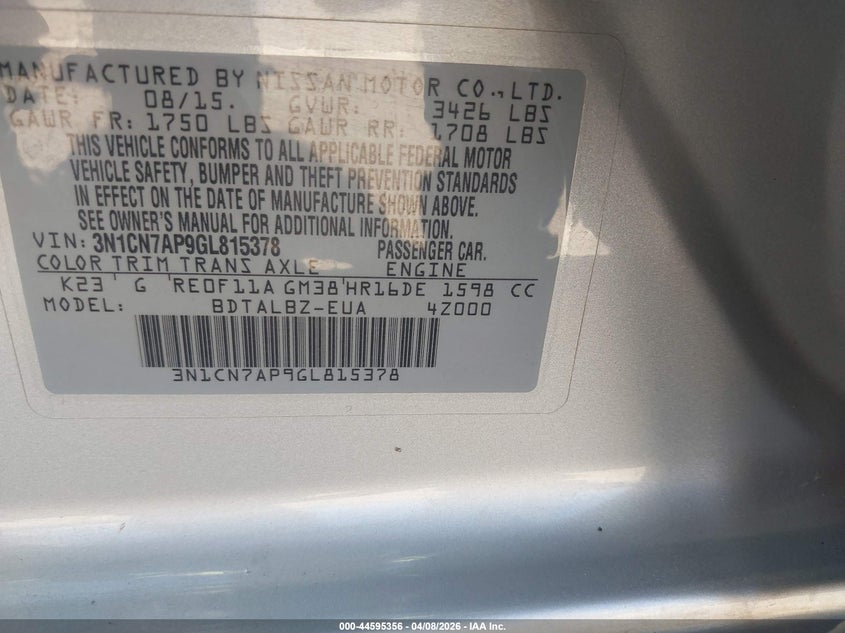 MANUFACTURED BY NISSAN MOTOR CO., LTD.
DATE: 08/15. GVWR: 3426 LBS
GAWR FR: 1750 LBS GAWR RR: 1708 LBS
THIS VEHICLE CONFORMS TO ALL APPLICABLE FEDERAL MOTOR
VEHICLE SAFETY, BUMPER AND THEFT PREVENTION STANDARDS
IN EFFECT ON THE DATE OF MANUFACTURE SHOWN ABOVE.
SEE OWNER'S MANUAL FOR ADDITIONAL INFORMATION.
VIN: 3N1CN7AP9GL815378 PASSENGER CAR.
COLOR TRIM TRANS AXLE ENGINE
K23 G RE0F11A GM38 HR16DE 1598 CC
MODEL: BDTALBZ-EUA 4Z000
3N1CN7AP9GL815378
000-44595356 | 04/08/2026 | IAA Inc.